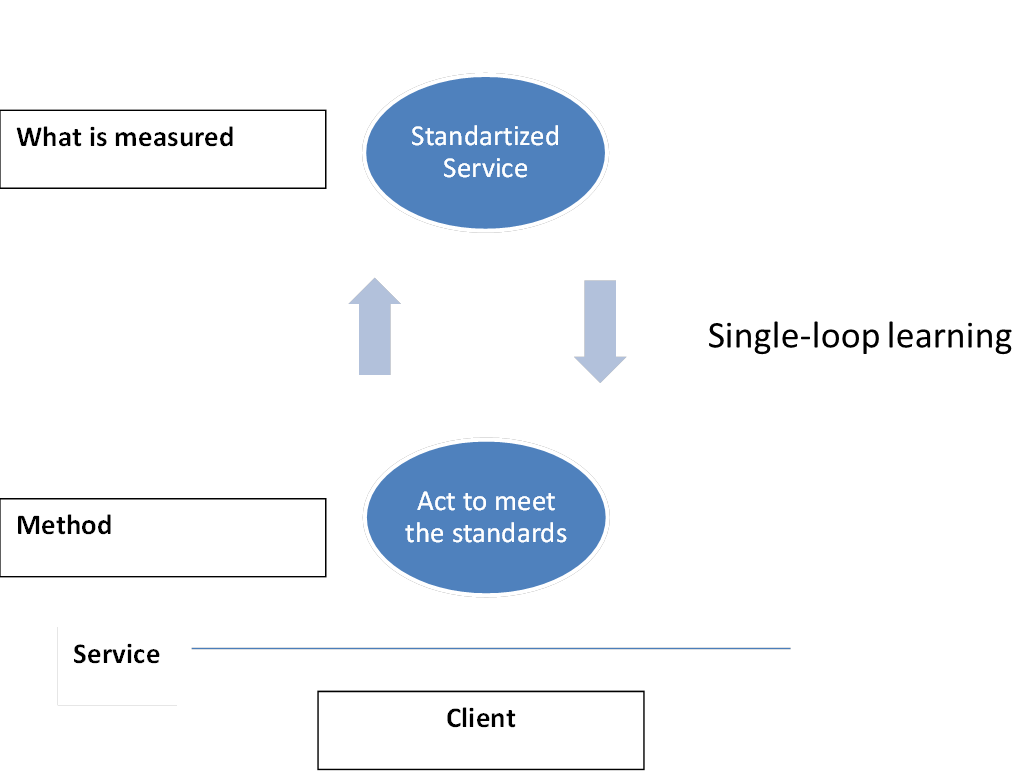 What is measured
Standartized
Service
Single-loop learning
Method
Act to meet
the standards
Service
Client